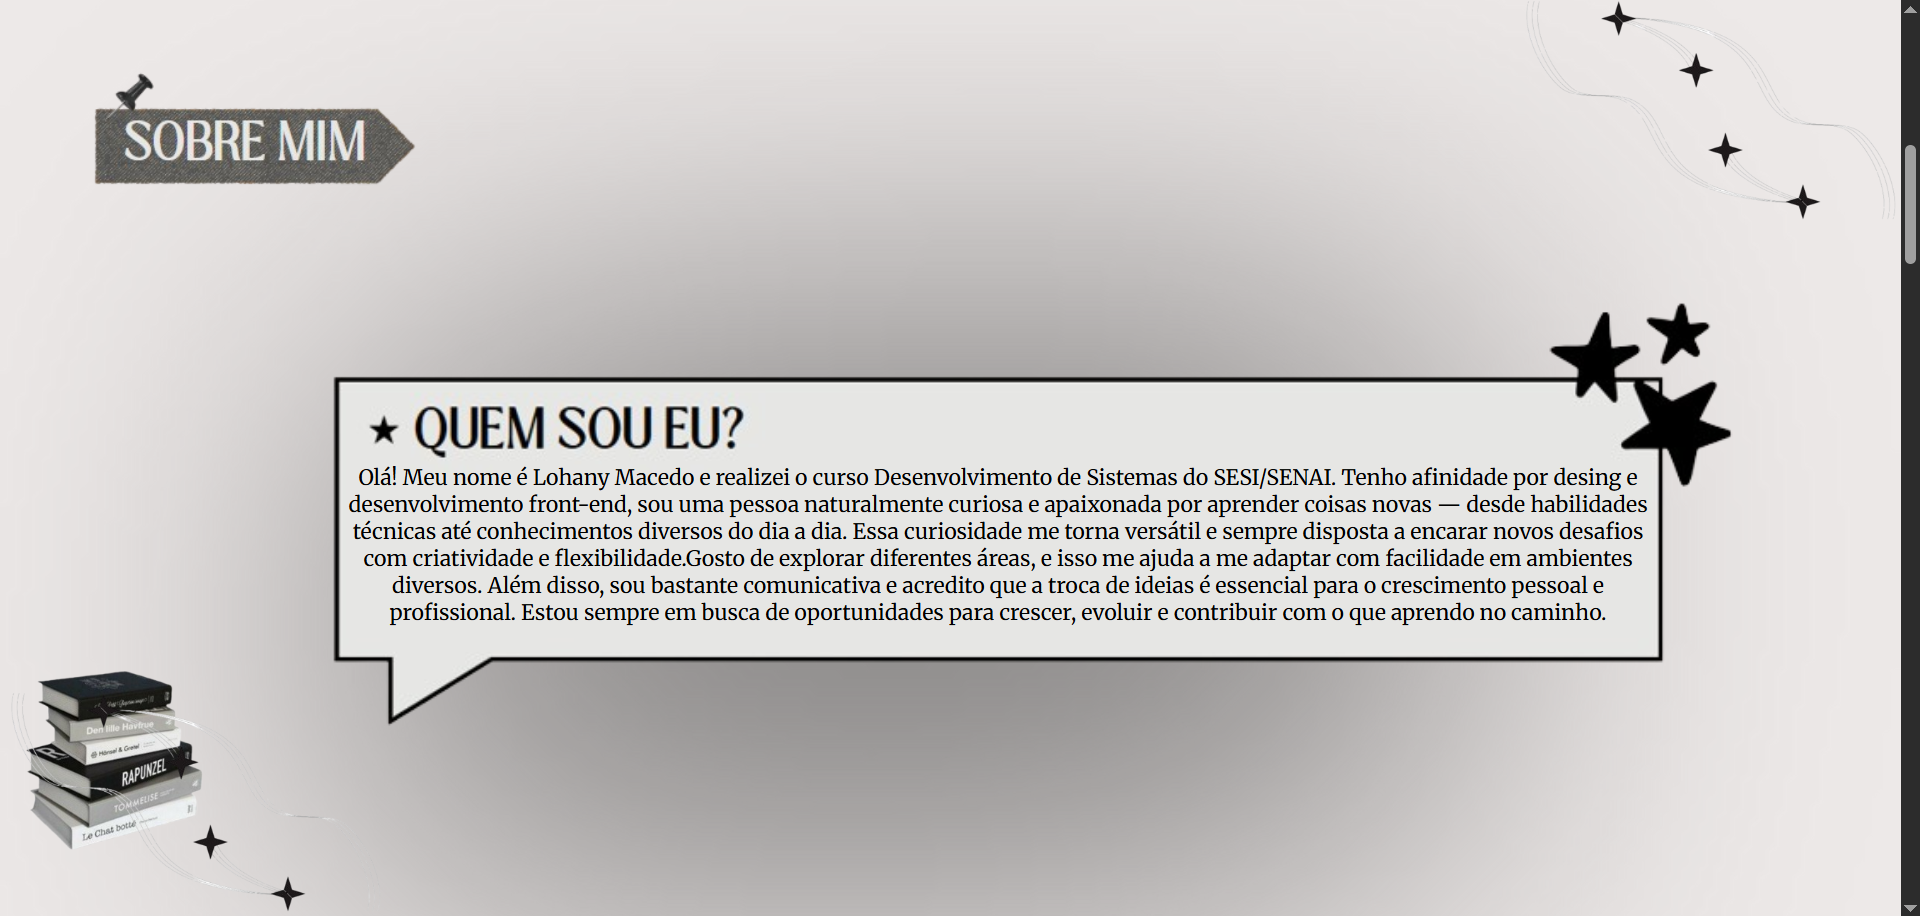 SOBRE MIM
★ QUEM SOU EU?
Olá! Meu nome é Lohany Macedo e realizei o curso Desenvolvimento de Sistemas do SESI/SENAI. Tenho afinidade por desing e
desenvolvimento front-end, sou uma pessoa naturalmente curiosa e apaixonada por aprender coisas novas — desde habilidades
técnicas até conhecimentos diversos do dia a dia. Essa curiosidade me torna versátil e sempre disposta a encarar novos desafios
com criatividade e flexibilidade.Gosto de explorar diferentes áreas, e isso me ajuda a me adaptar com facilidade em ambientes
diversos. Além disso, sou bastante comunicativa e acredito que a troca de ideias é essencial para o crescimento pessoal e
profissional. Estou sempre em busca de oportunidades para crescer, evoluir e contribuir com o que aprendo no caminho.
Den lille Havfrue
Hänsel & Gretel
RAPUNZEL
TOMMELISE
Le Chat botté